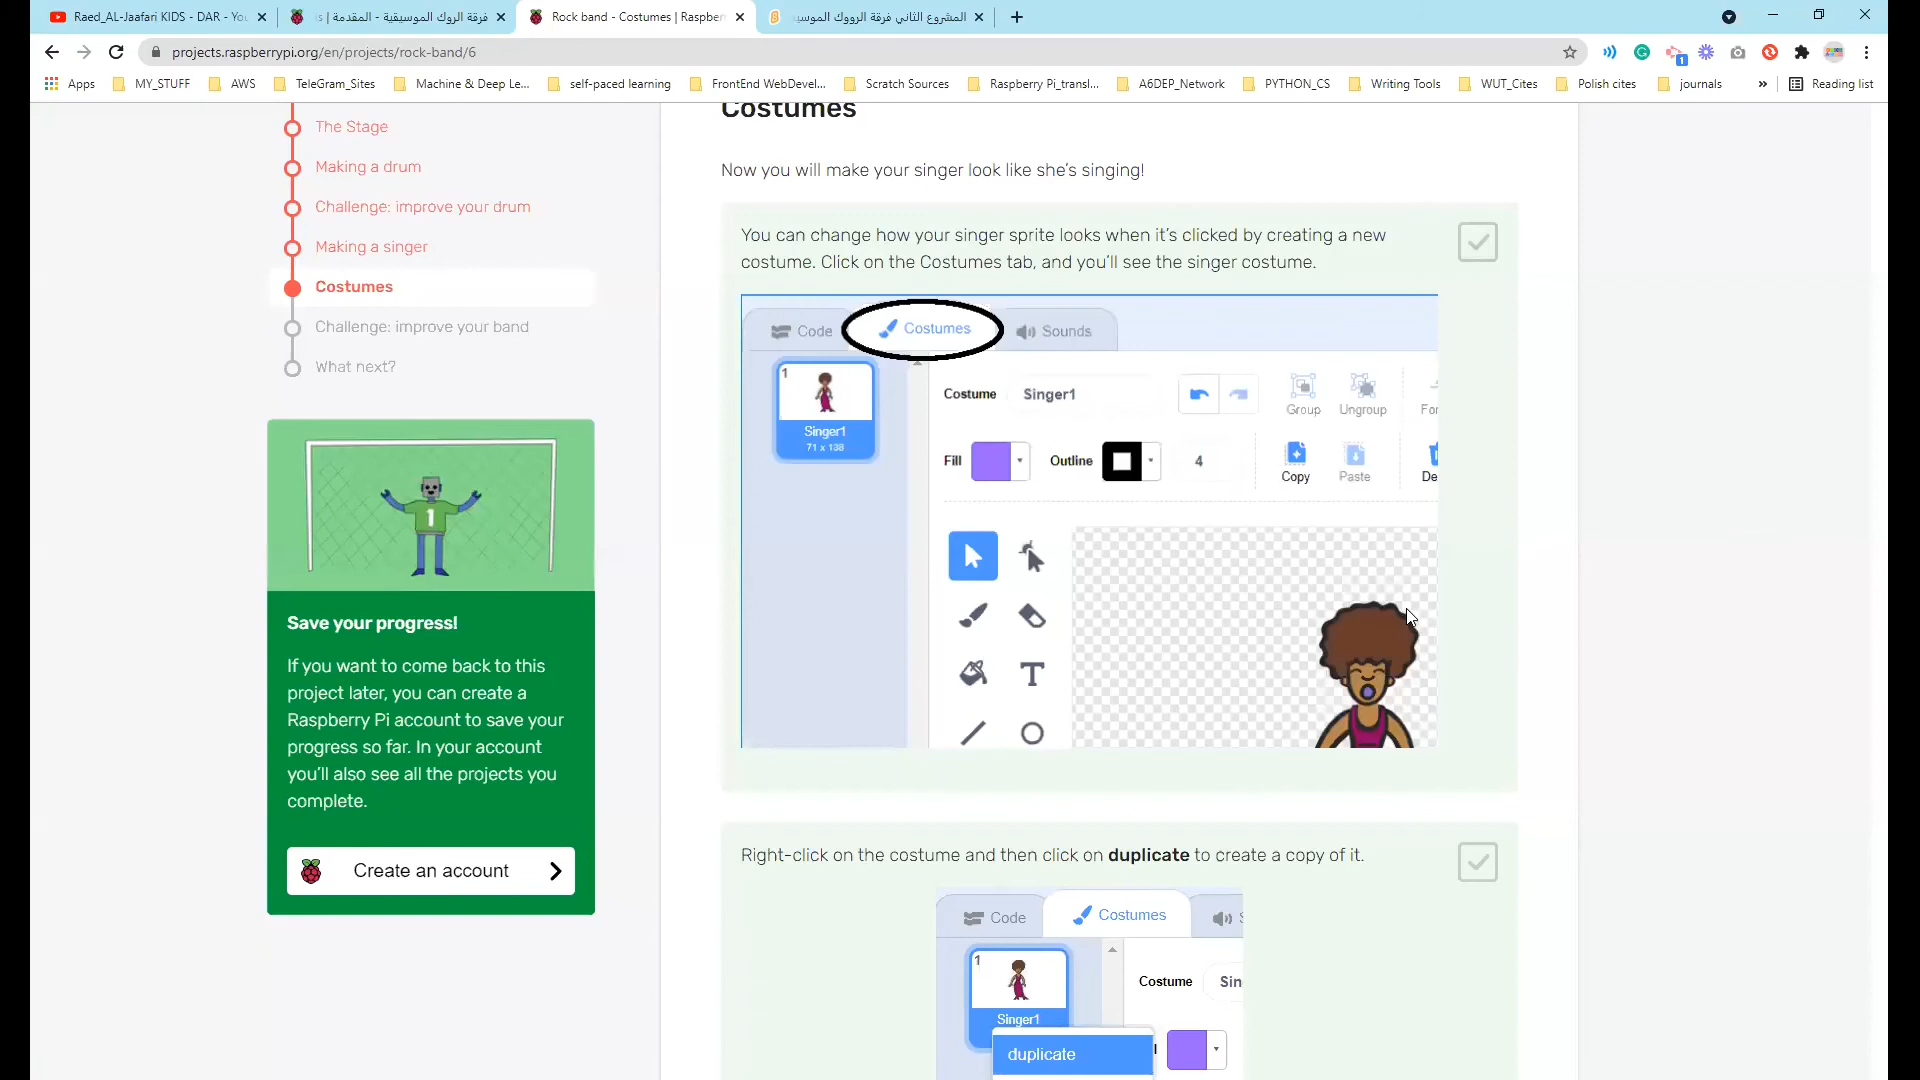 Raed_AL-Jaafari KIDS - DAR - You
فرقة الروك الموسيقية - المقدمة |
Rock band - Costumes | Raspber
المشروع الثاني فرقة الرووك الموسي
projects.raspberrypi.org/en/projects/rock-band/6
Apps MY_STUFF AWS TeleGram_Sites Machine & Deep Le... self-paced learning FrontEnd WebDevel... Scratch Sources Raspberry Pi_transl... A6DEP_Network PYTHON_CS Writing Tools WUT_Cites Polish cites journals » Reading list
The Stage
Making a drum
Challenge: improve your drum
Making a singer
Costumes
Challenge: improve your band
What next?
1
Save your progress!
If you want to come back to this
project later, you can create a
Raspberry Pi account to save your
progress so far. In your account
you'll also see all the projects you
complete.
Create an account
Costumes
Now you will make your singer look like she's singing!
You can change how your singer sprite looks when it's clicked by creating a new
costume. Click on the Costumes tab, and you'll see the singer costume.
Code Costumes Sounds
1
Singer1
71 x 138
Costume Singer1
Group Ungroup For
Fill Outline 4
Copy Paste De
T
Right-click on the costume and then click on duplicate to create a copy of it.
Code Costumes S
1
Singer1
Costume Sin
duplicate